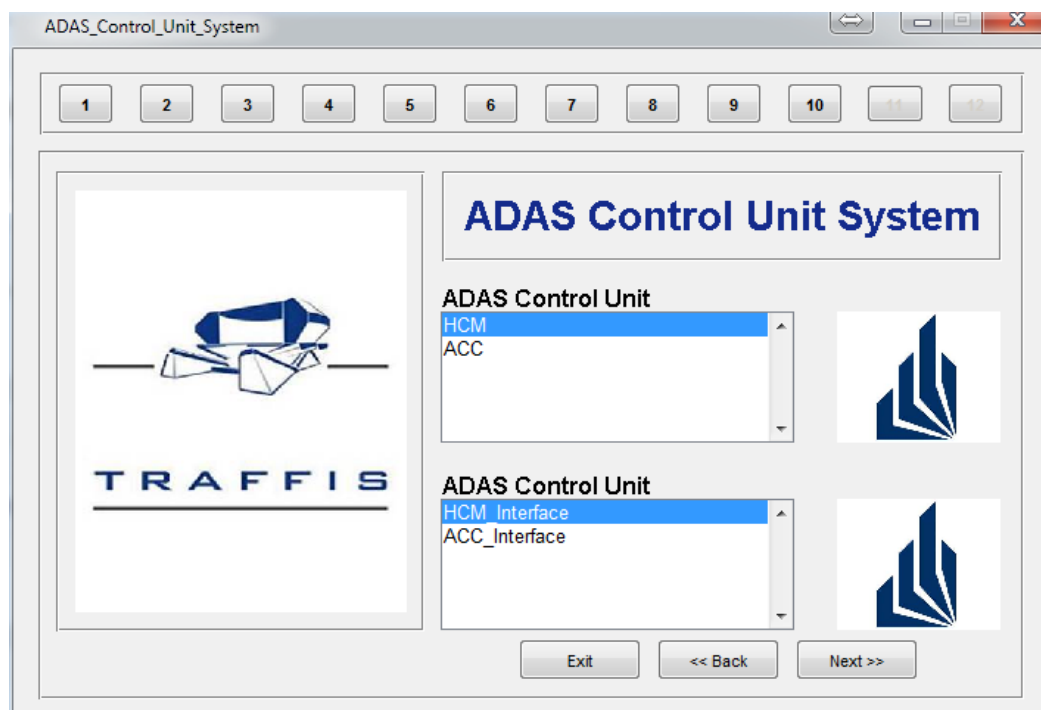 ADAS_Control_Unit_System
1 2 3 4 5 6 7 8 9 10 11 12
ADAS Control Unit System
TRAFFIS
ADAS Control Unit
HCM
ACC
ADAS Control Unit
HCM_Interface
ACC_Interface
Exit << Back Next >>